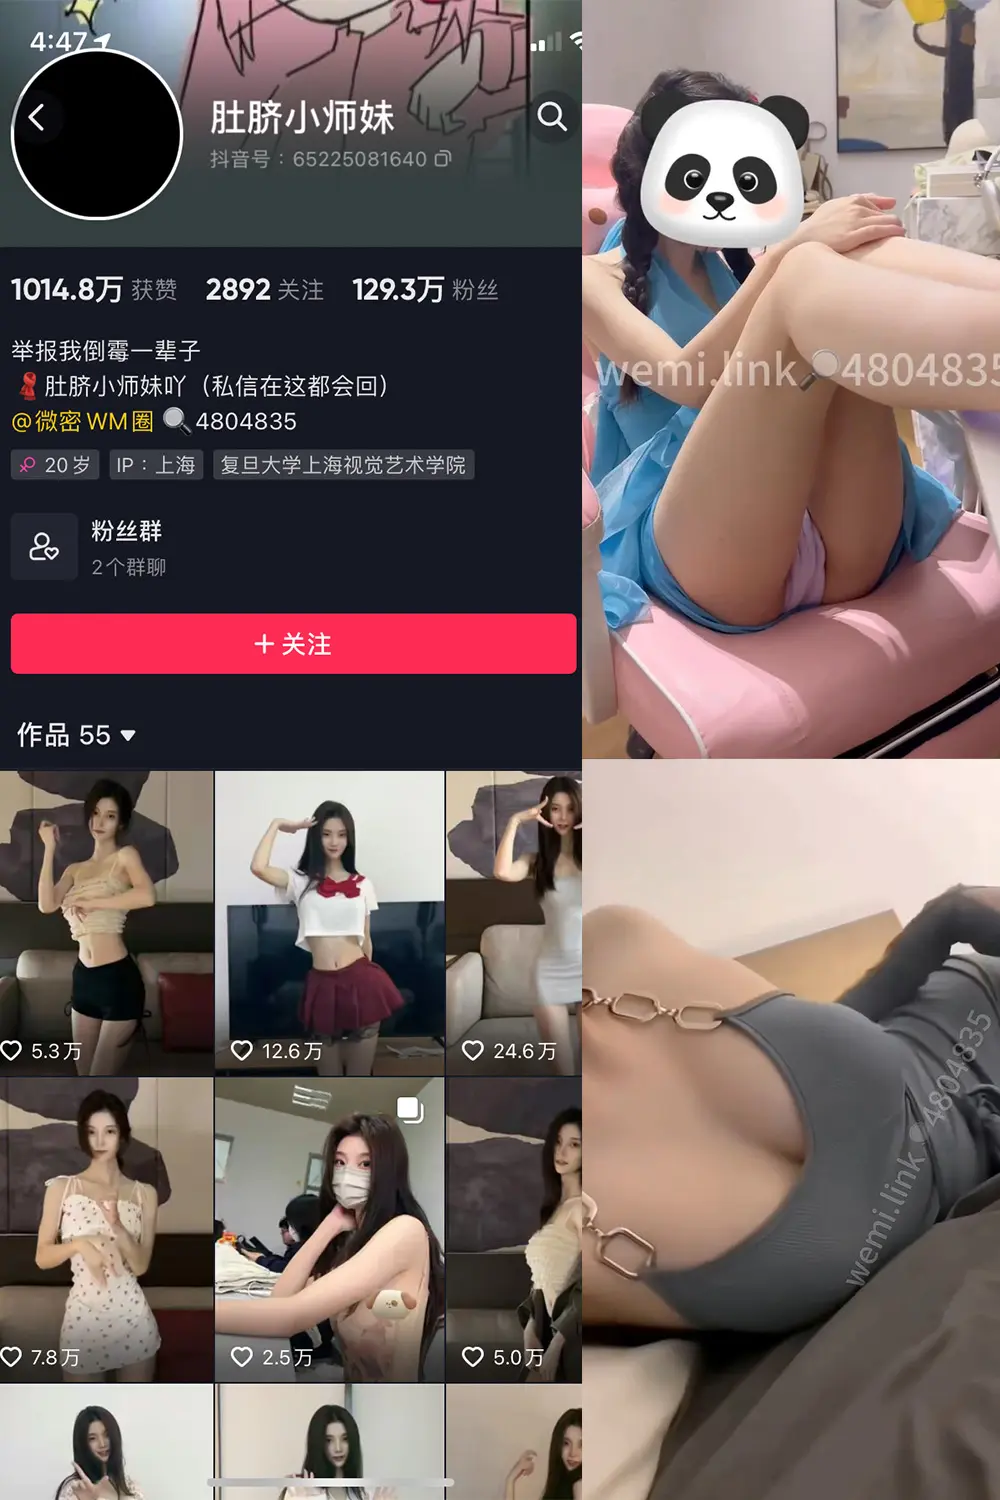 4:47
肚脐小师妹
抖音号：65225081640
1014.8万 获赞 2892 关注 129.3万 粉丝
举报我倒霉一辈子
肚脐小师妹吖（私信在这都会回）
@微密WM圈🔍4804835
20岁 IP：上海 复旦大学上海视觉艺术学院
粉丝群
2个群聊
+ 关注
作品 55
5.3万
12.6万
24.6万
7.8万
2.5万
5.0万
wemi.link🔍4804835
wemi.link🔍4804835